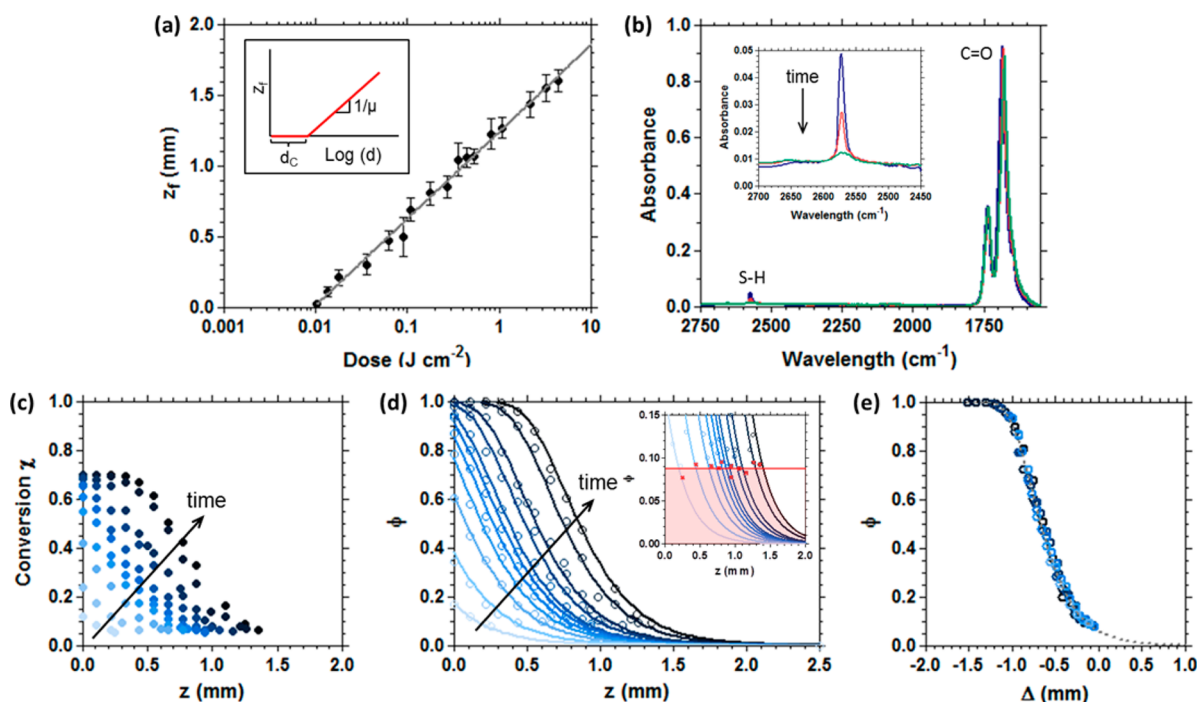 (a)
2.0
1.5
1.0
0.5
0.0
z_f (mm)
0.001
0.01
0.1
1
10
Dose (J cm⁻²)
z_f
1/μ
d_C
Log (d)
(b)
1.0
0.8
0.6
0.4
0.2
0.0
Absorbance
2750
2500
2250
2000
1750
Wavelength (cm⁻¹)
S-H
C=O
time
0.05
0.04
0.03
0.02
0.01
0.00
Absorbance
2700
2650
2600
2550
2500
2450
Wavelength (cm⁻¹)
(c)
1.0
0.8
0.6
0.4
0.2
0.0
Conversion χ
time
0.0
0.5
1.0
1.5
2.0
z (mm)
(d)
1.0
0.8
0.6
0.4
0.2
0.0
ϕ
time
0.0
0.5
1.0
1.5
2.0
2.5
z (mm)
0.15
0.10
0.05
0.00
ϕ
0.0
0.5
1.0
1.5
2.0
z (mm)
(e)
1.0
0.8
0.6
0.4
0.2
0.0
ϕ
-2.0
-1.5
-1.0
-0.5
0.0
0.5
1.0
Δ (mm)